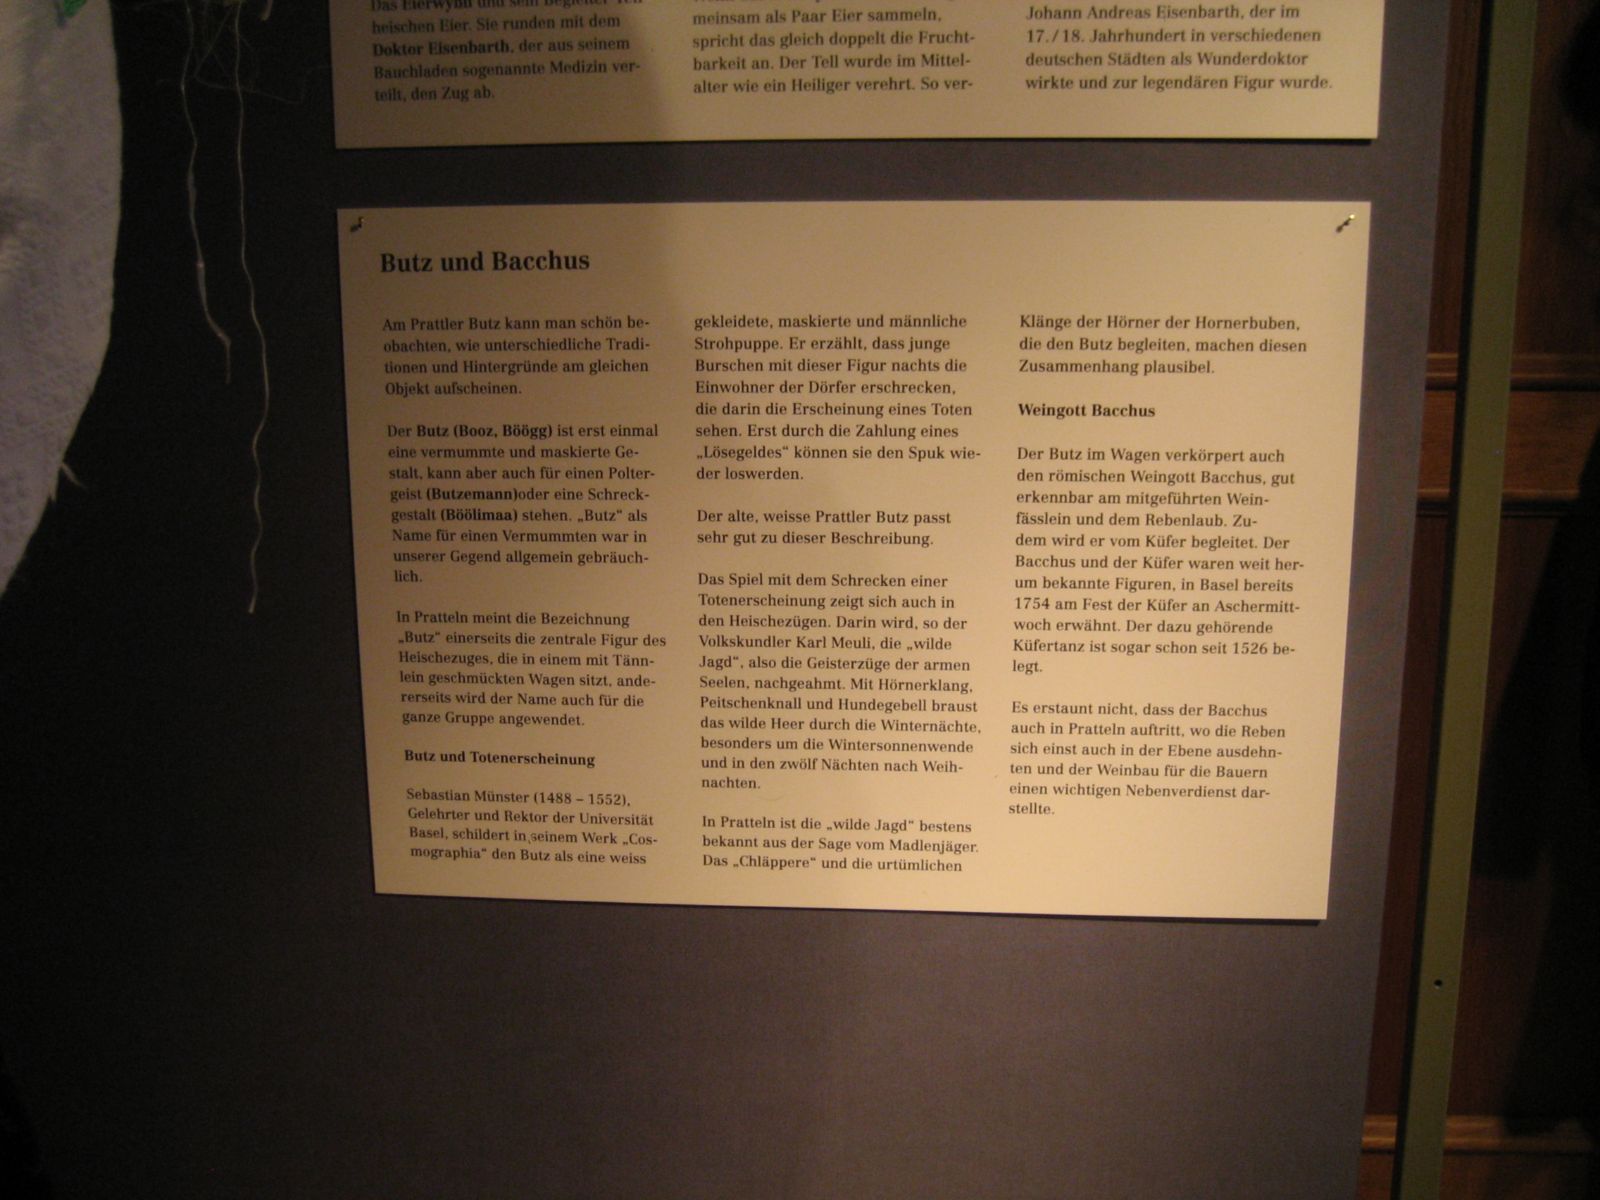 Das Eierwybli und sein Begleiter Tell
heischen Eier. Sie runden mit dem
Doktor Eisenbarth, der aus seinem
Bauchladen sogenannte Medizin ver-
teilt, den Zug ab.
meinsam als Paar Eier sammeln,
spricht das gleich doppelt die Frucht-
barkeit an. Der Tell wurde im Mittel-
alter wie ein Heiliger verehrt. So ver-
Johann Andreas Eisenbarth, der im
17./18. Jahrhundert in verschiedenen
deutschen Städten als Wunderdoktor
wirkte und zur legendären Figur wurde.
Butz und Bacchus
Am Prattler Butz kann man schön be-
obachten, wie unterschiedliche Tradi-
tionen und Hintergründe am gleichen
Objekt aufscheinen.
Der Butz (Booz, Böögg) ist erst einmal
eine vermummte und maskierte Ge-
stalt, kann aber auch für einen Polter-
geist (Butzemann)oder eine Schreck-
gestalt (Böölimaa) stehen. „Butz“ als
Name für einen Vermummten war in
unserer Gegend allgemein gebräuch-
lich.
In Pratteln meint die Bezeichnung
„Butz“ einerseits die zentrale Figur des
Heischezuges, die in einem mit Tänn-
lein geschmückten Wagen sitzt, ande-
rerseits wird der Name auch für die
ganze Gruppe angewendet.
Butz und Totenerscheinung
Sebastian Münster (1488 – 1552),
Gelehrter und Rektor der Universität
Basel, schildert in seinem Werk „Cos-
mographia“ den Butz als eine weiss
gekleidete, maskierte und männliche
Strohpuppe. Er erzählt, dass junge
Burschen mit dieser Figur nachts die
Einwohner der Dörfer erschrecken,
die darin die Erscheinung eines Toten
sehen. Erst durch die Zahlung eines
„Lösegeldes“ können sie den Spuk wie-
der loswerden.
Der alte, weisse Prattler Butz passt
sehr gut zu dieser Beschreibung.
Das Spiel mit dem Schrecken einer
Totenerscheinung zeigt sich auch in
den Heischezügen. Darin wird, so der
Volkskundler Karl Meuli, die „wilde
Jagd“, also die Geisterzüge der armen
Seelen, nachgeahmt. Mit Hörnerklang,
Peitschenknall und Hundegebell braust
das wilde Heer durch die Winternächte,
besonders um die Wintersonnenwende
und in den zwölf Nächten nach Weih-
nachten.
In Pratteln ist die „wilde Jagd“ bestens
bekannt aus der Sage vom Madlenjäger.
Das „Chläppere“ und die urtümlichen
Klänge der Hörner der Hornerbuben,
die den Butz begleiten, machen diesen
Zusammenhang plausibel.
Weingott Bacchus
Der Butz im Wagen verkörpert auch
den römischen Weingott Bacchus, gut
erkennbar am mitgeführten Wein-
fässlein und dem Rebenlaub. Zu-
dem wird er vom Küfer begleitet. Der
Bacchus und der Küfer waren weit her-
um bekannte Figuren, in Basel bereits
1754 am Fest der Küfer an Aschermitt-
woch erwähnt. Der dazu gehörende
Küfertanz ist sogar schon seit 1526 be-
legt.
Es erstaunt nicht, dass der Bacchus
auch in Pratteln auftritt, wo die Reben
sich einst auch in der Ebene ausdehn-
ten und der Weinbau für die Bauern
einen wichtigen Nebenverdienst dar-
stellte.